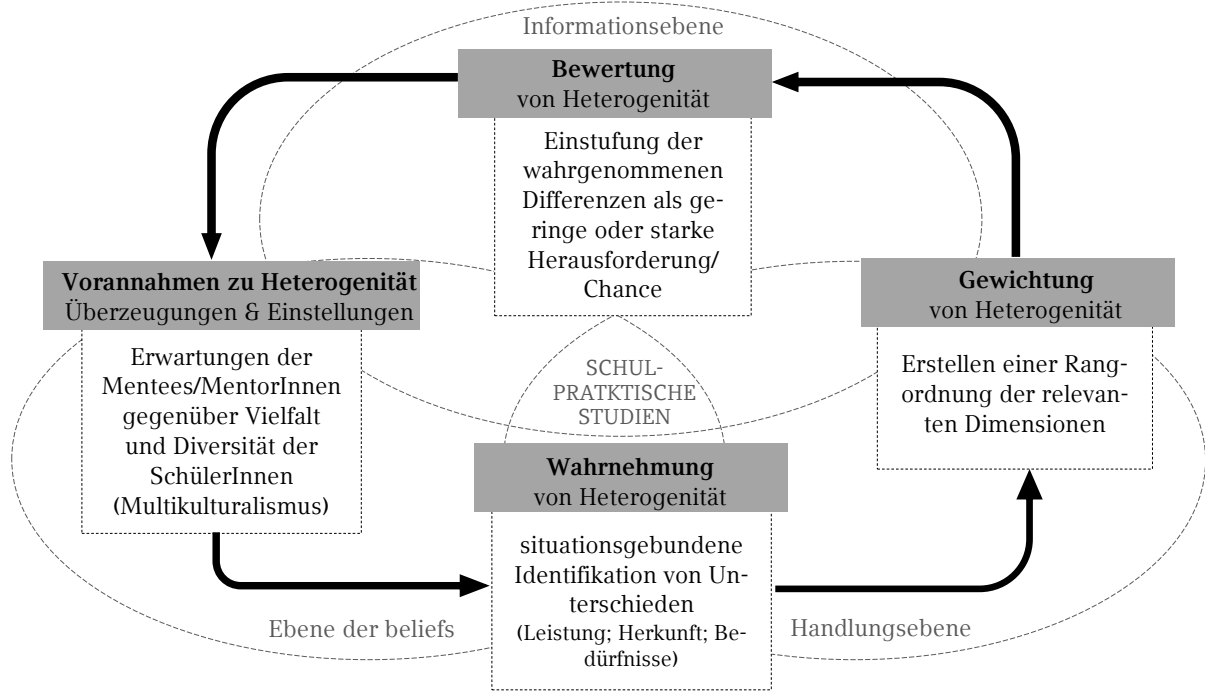 Informationsebene
Bewertung
von Heterogenität
Einstufung der
wahrgenommenen
Differenzen als ge-
ringe oder starke
Herausforderung/
Chance
Vorannahmen zu Heterogenität
Überzeugungen & Einstellungen
Erwartungen der
Mentees/MentorInnen
gegenüber Vielfalt
und Diversität der
SchülerInnen
(Multikulturalismus)
Gewichtung
von Heterogenität
Erstellen einer Rang-
ordnung der relevan-
ten Dimensionen
SCHUL-
PRATKTISCHE
STUDIEN
Wahrnehmung
von Heterogenität
situationsgebundene
Identifikation von Un-
terschieden
(Leistung; Herkunft; Be-
dürfnisse)
Ebene der beliefs
Handlungsebene